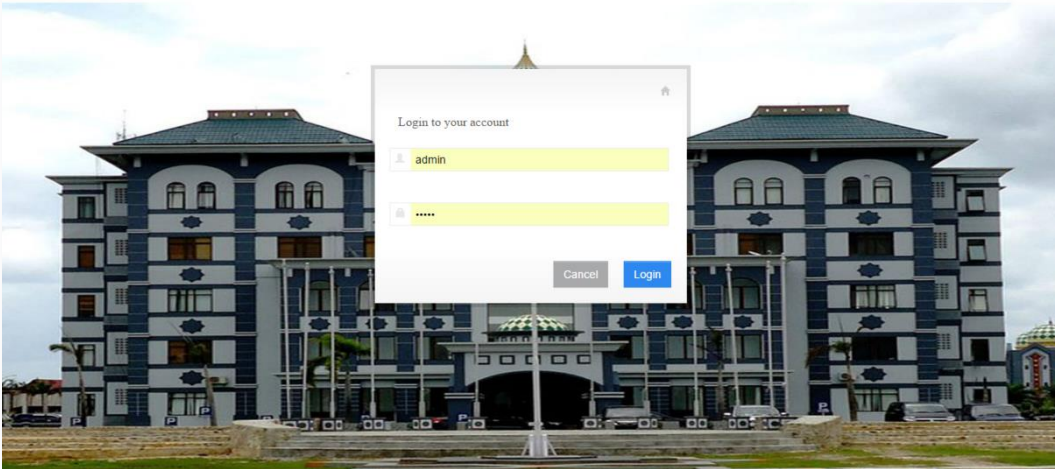 Login to your account
admin
•••••
Cancel Login
P P P P